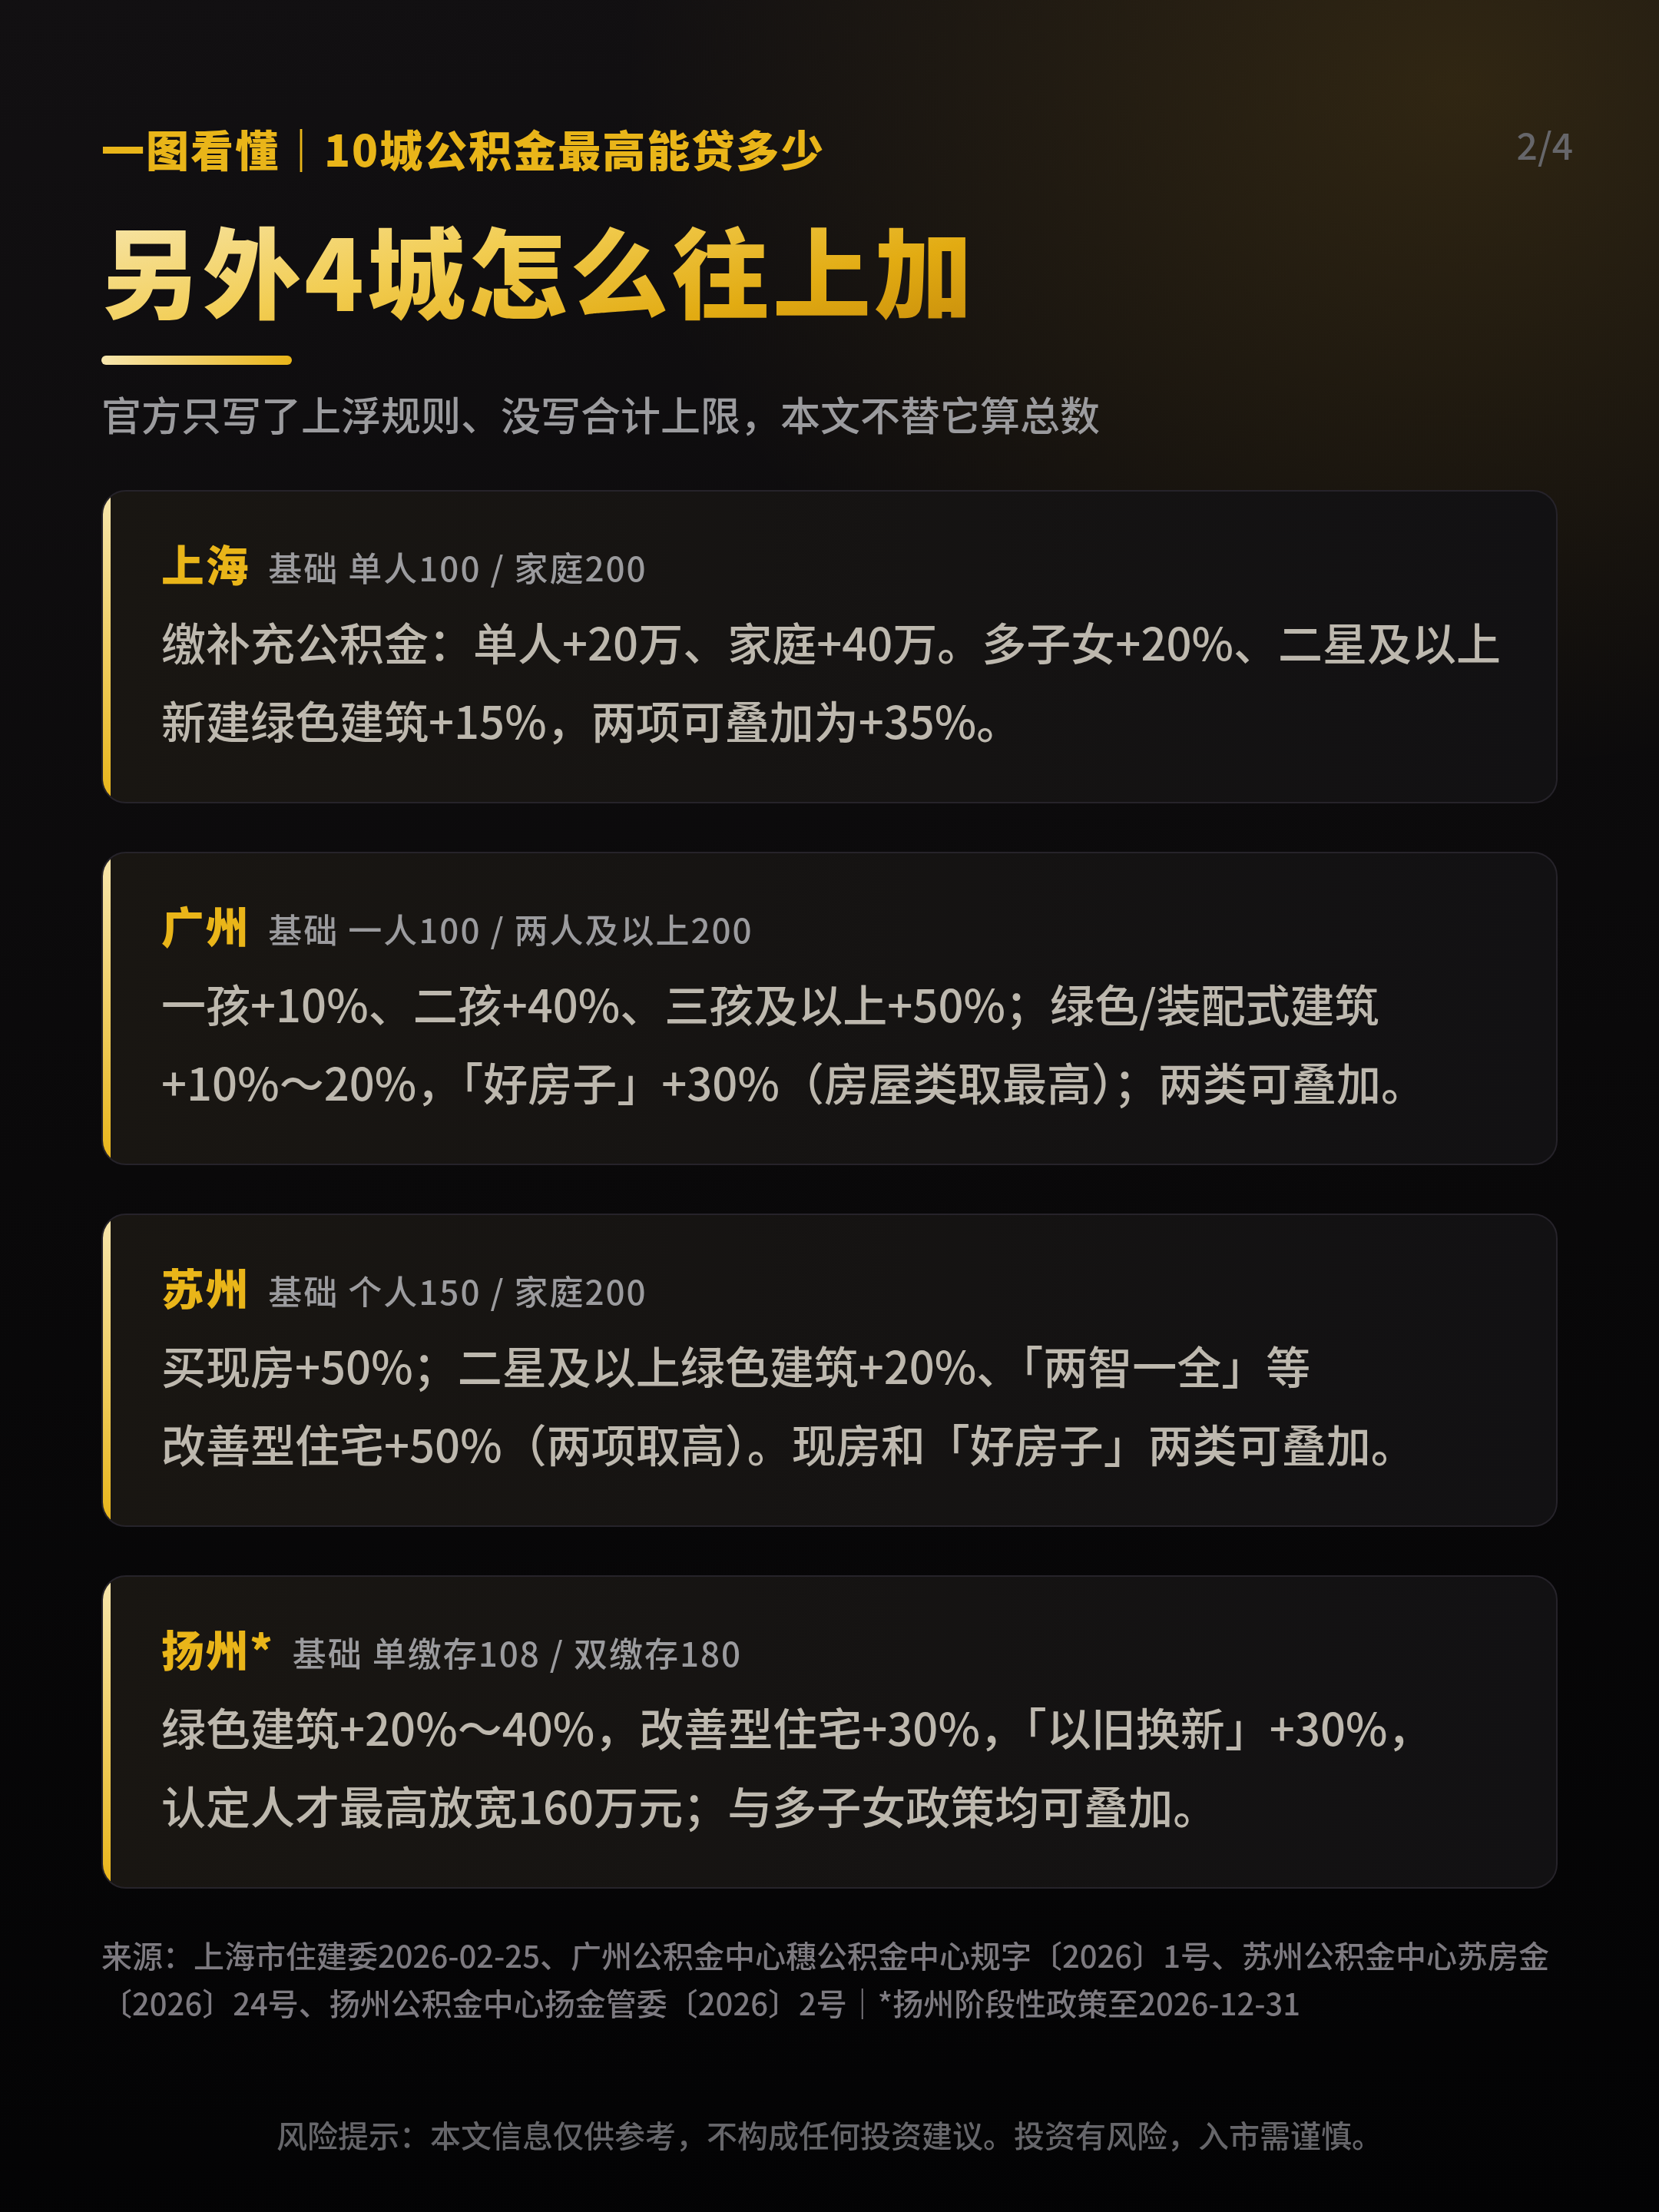 一图看懂｜10城公积金最高能贷多少
2/4
另外4城怎么往上加
官方只写了上浮规则、没写合计上限，本文不替它算总数
上海 基础 单人100 / 家庭200
缴补充公积金：单人+20万、家庭+40万。多子女+20%、二星及以上
新建绿色建筑+15%，两项可叠加为+35%。
广州 基础 一人100 / 两人及以上200
一孩+10%、二孩+40%、三孩及以上+50%；绿色/装配式建筑
+10%～20%，「好房子」+30%（房屋类取最高）；两类可叠加。
苏州 基础 个人150 / 家庭200
买现房+50%；二星及以上绿色建筑+20%、「两智一全」等
改善型住宅+50%（两项取高）。现房和「好房子」两类可叠加。
扬州* 基础 单缴存108 / 双缴存180
绿色建筑+20%～40%，改善型住宅+30%，「以旧换新」+30%，
认定人才最高放宽160万元；与多子女政策均可叠加。
来源：上海市住建委2026-02-25、广州公积金中心穗公积金中心规字〔2026〕1号、苏州公积金中心苏房金
〔2026〕24号、扬州公积金中心扬金管委〔2026〕2号｜*扬州阶段性政策至2026-12-31
风险提示：本文信息仅供参考，不构成任何投资建议。投资有风险，入市需谨慎。